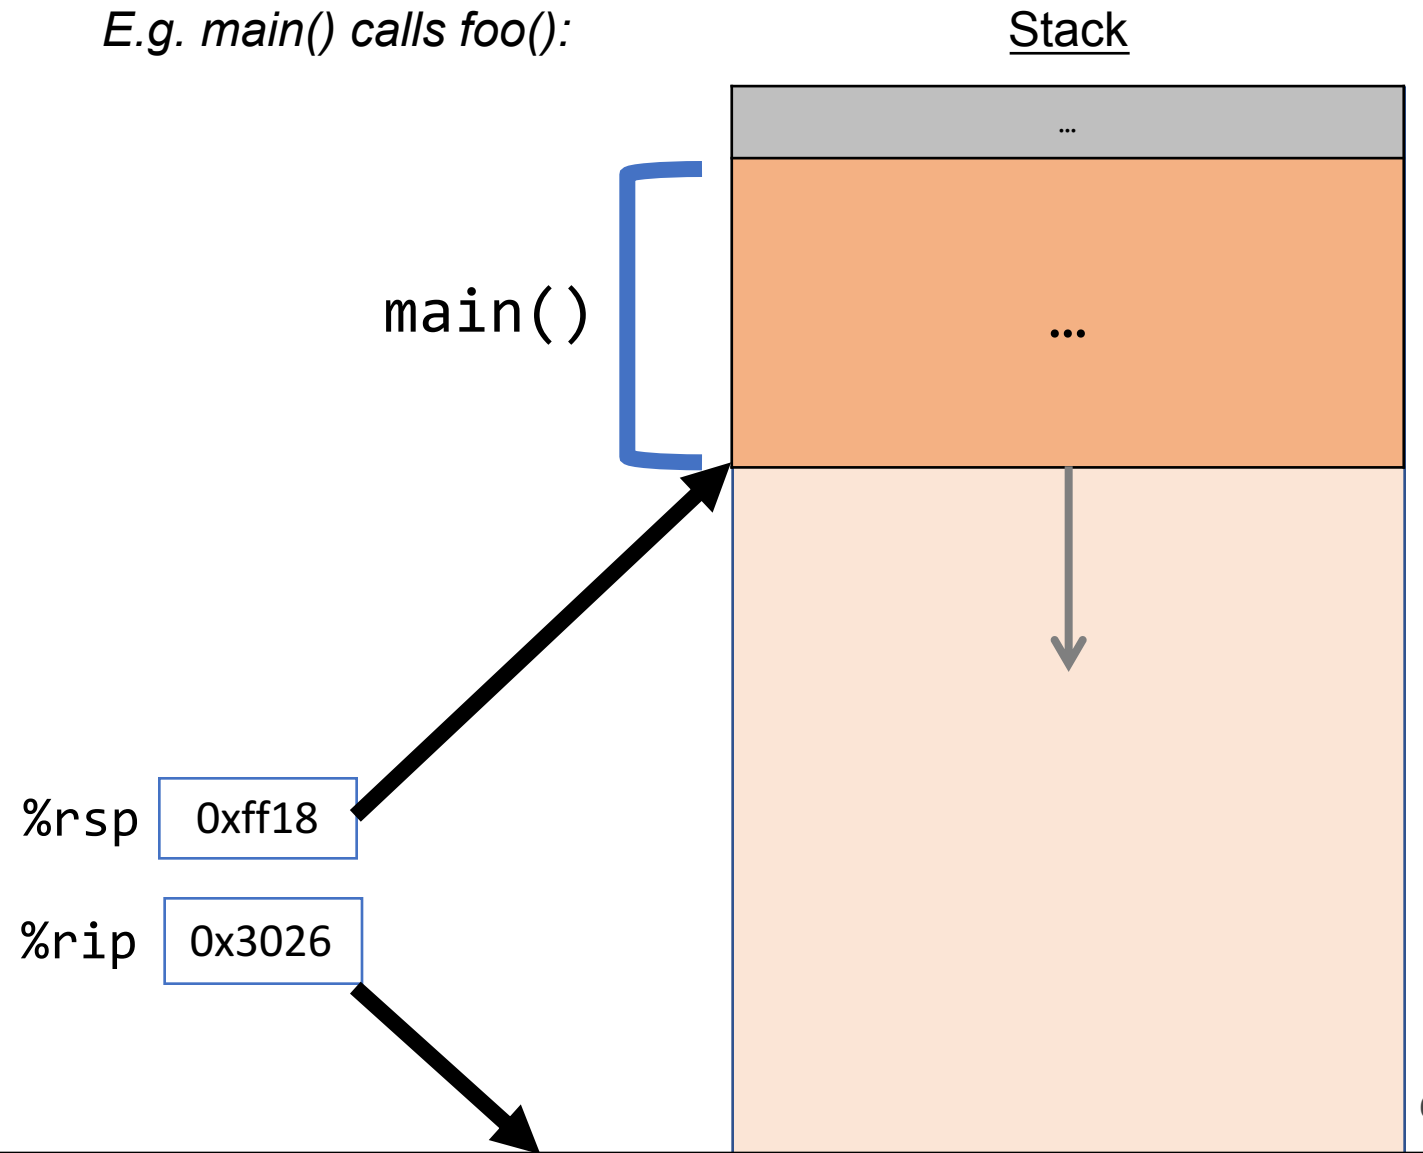 E.g. main() calls foo():
Stack
...
main()
...
%rsp 0xff18
%rip 0x3026